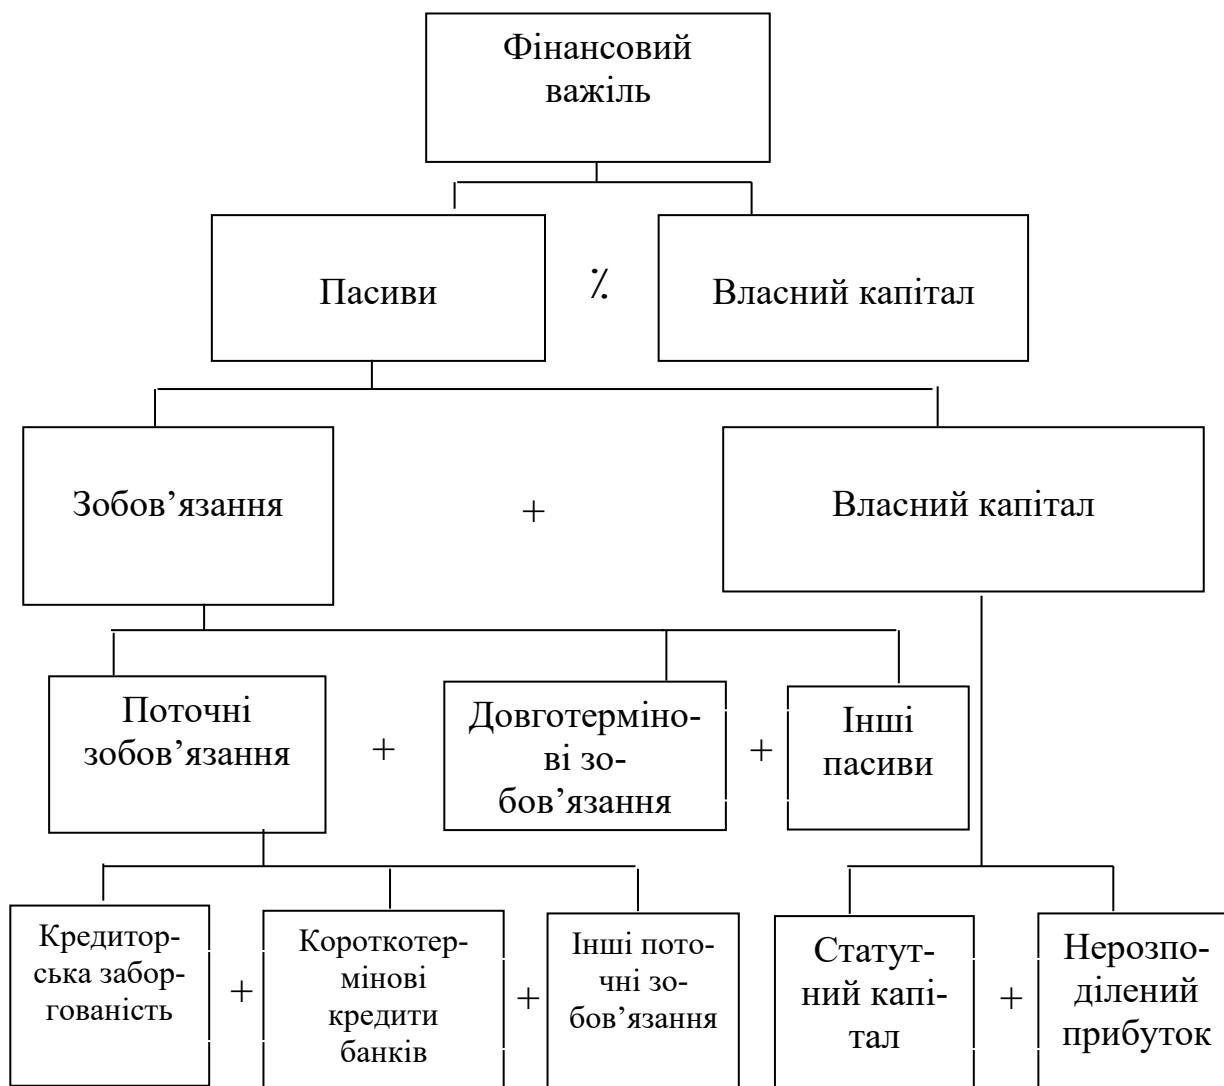 Фінансовий
важіль
Пасиви
٪
Власний капітал
Зобов’язання
+
Власний капітал
Поточні
зобов’язання
+
Довготерміно-
ві зо-
бов’язання
+
Інші
пасиви
Кредитор-
ська забор-
гованість
+
Короткотер-
мінові
кредити
банків
+
Інші пото-
чні зо-
бов’язання
Статут-
ний капі-
тал
+
Нерозпо-
ділений
прибуток